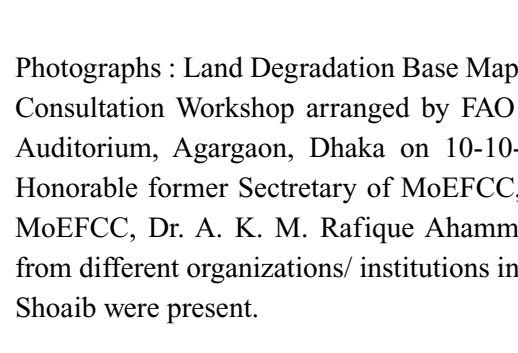 Photographs : Land Degradation Base Map
Consultation Workshop arranged by FAO
Auditorium, Agargaon, Dhaka on 10-10-
Honorable former Sectretary of MoEFCC,
MoEFCC, Dr. A. K. M. Rafique Ahamm
from different organizations/ institutions in
Shoaib were present.